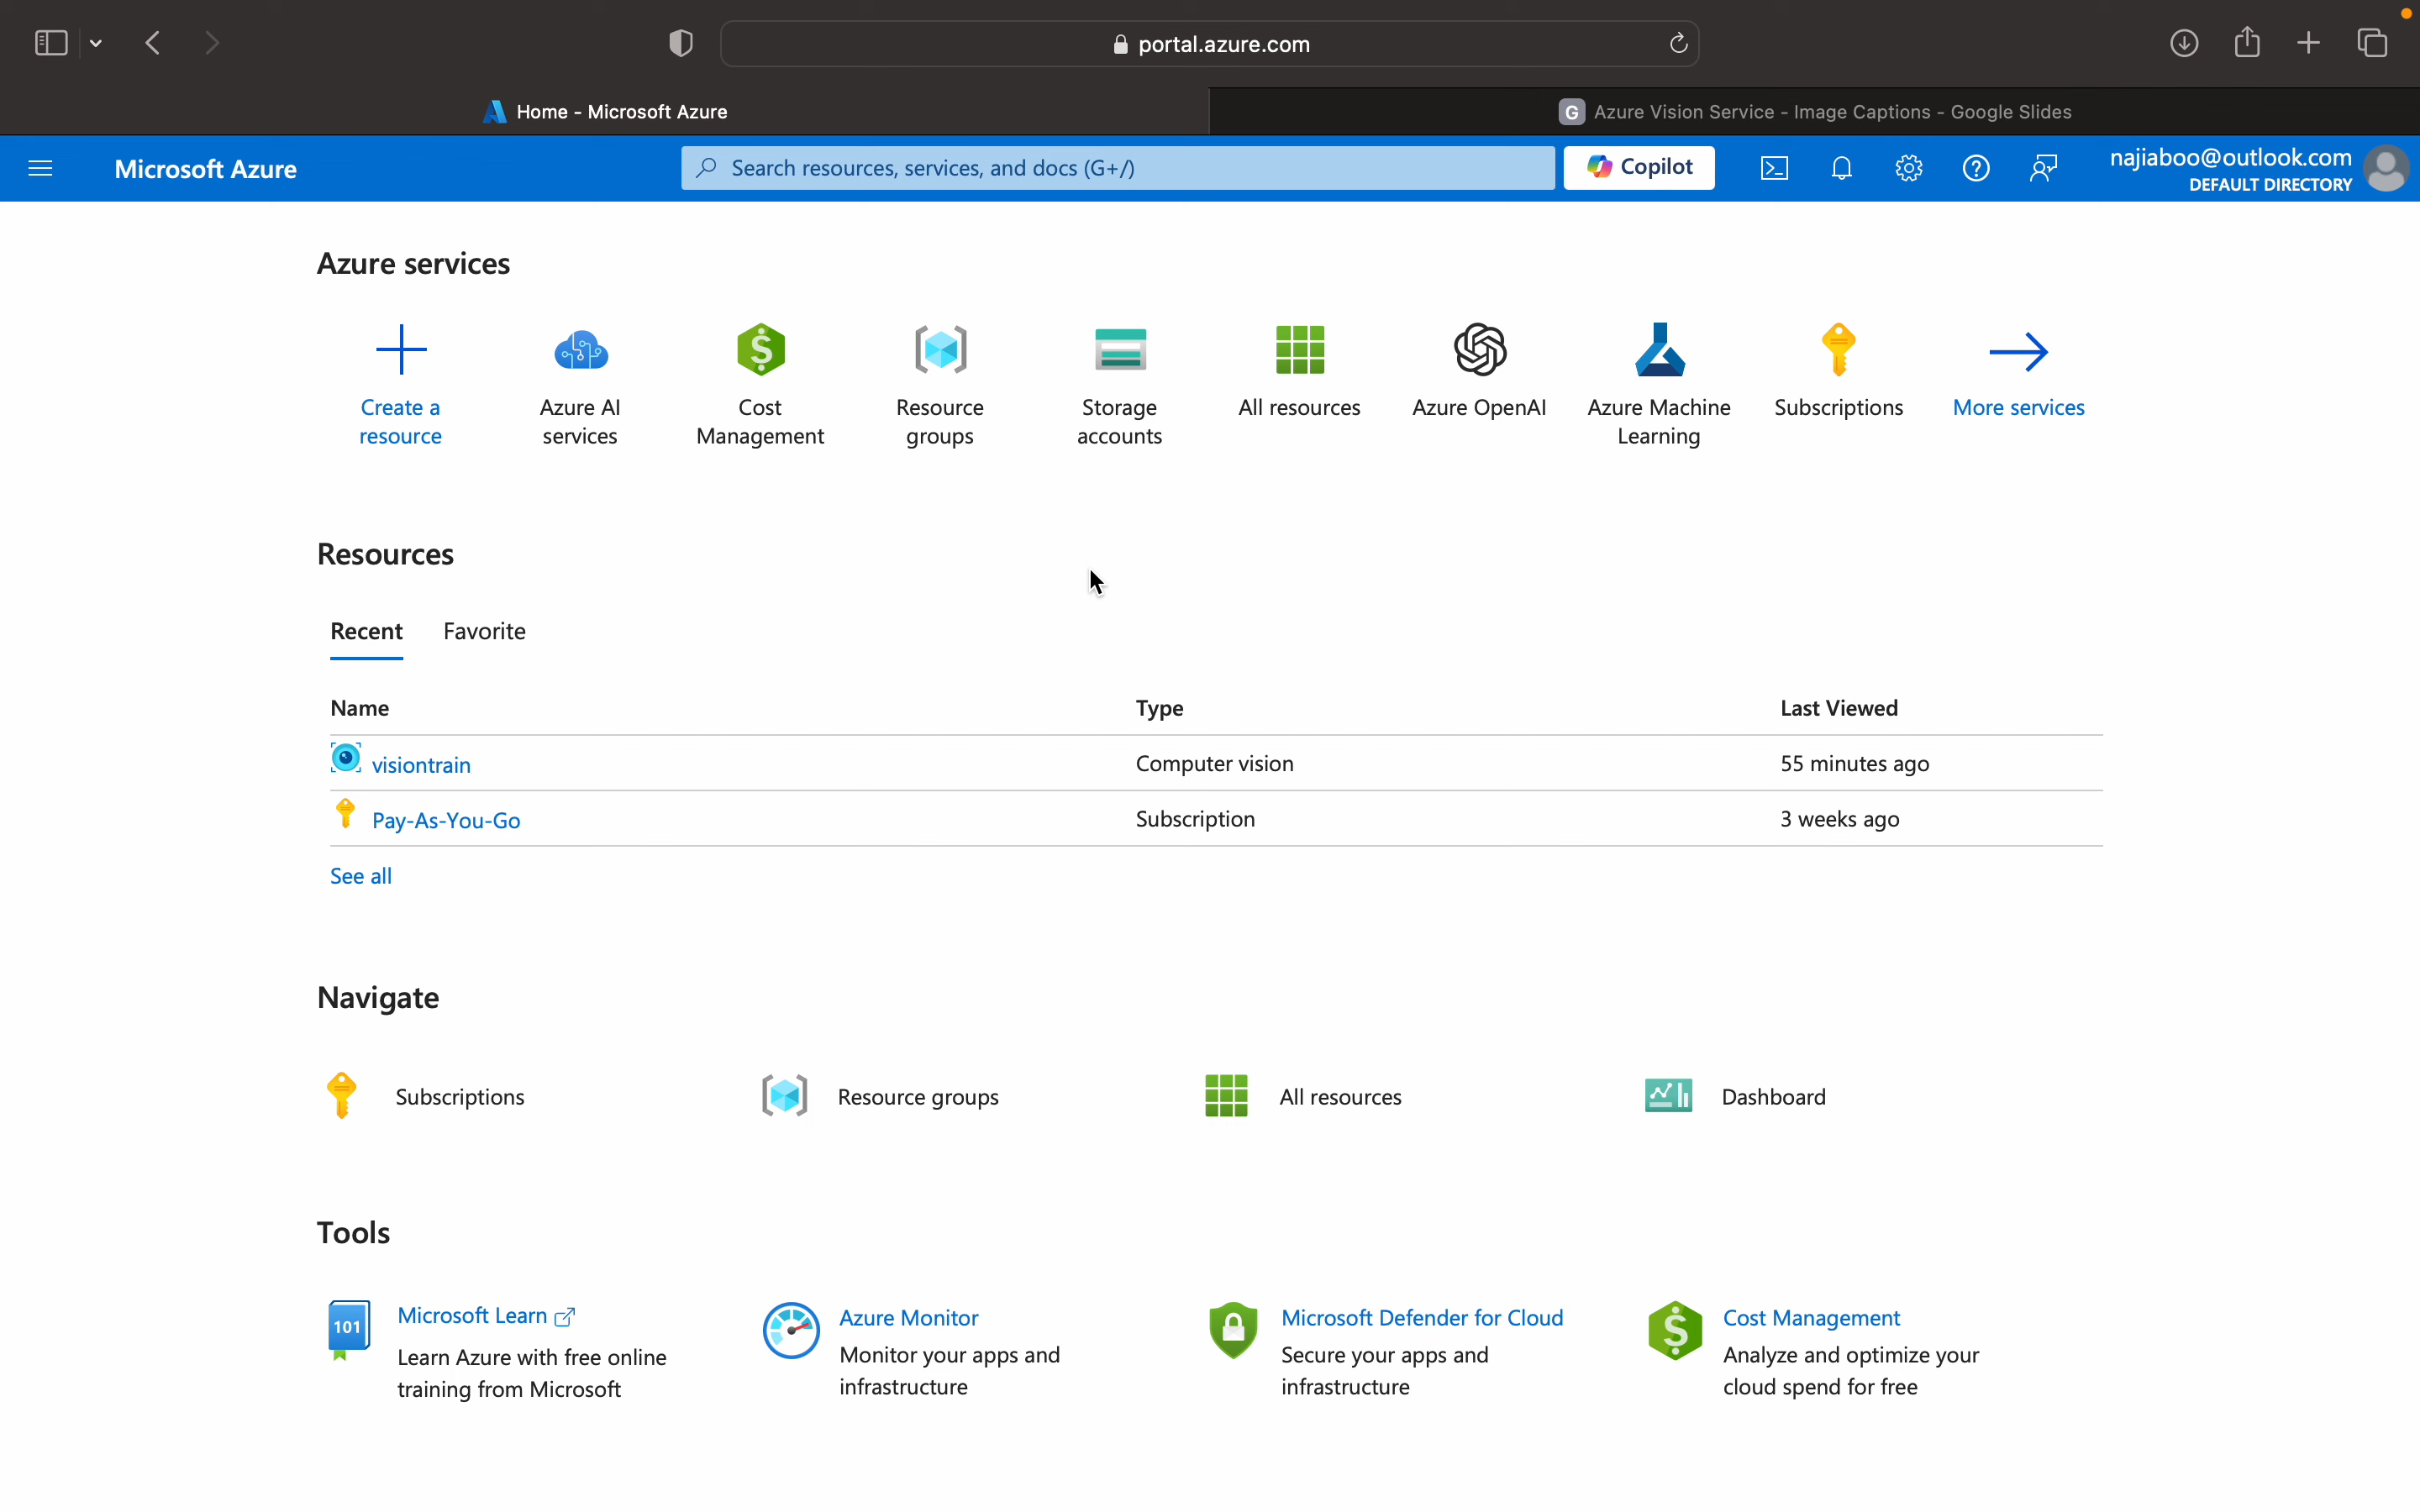 portal.azure.com
Home - Microsoft Azure
G Azure Vision Service - Image Captions - Google Slides
Microsoft Azure
Search resources, services, and docs (G+/)
Copilot
najiaboo@outlook.com
DEFAULT DIRECTORY
Azure services
Create a
resource
Azure AI
services
Cost
Management
Resource
groups
Storage
accounts
All resources
Azure OpenAI
Azure Machine
Learning
Subscriptions
More services
Resources
Recent Favorite
Name Type Last Viewed
visiontrain Computer vision 55 minutes ago
Pay-As-You-Go Subscription 3 weeks ago
See all
Navigate
Subscriptions Resource groups All resources Dashboard
Tools
101
Microsoft Learn
Learn Azure with free online
training from Microsoft
Azure Monitor
Monitor your apps and
infrastructure
Microsoft Defender for Cloud
Secure your apps and
infrastructure
$
Cost Management
Analyze and optimize your
cloud spend for free